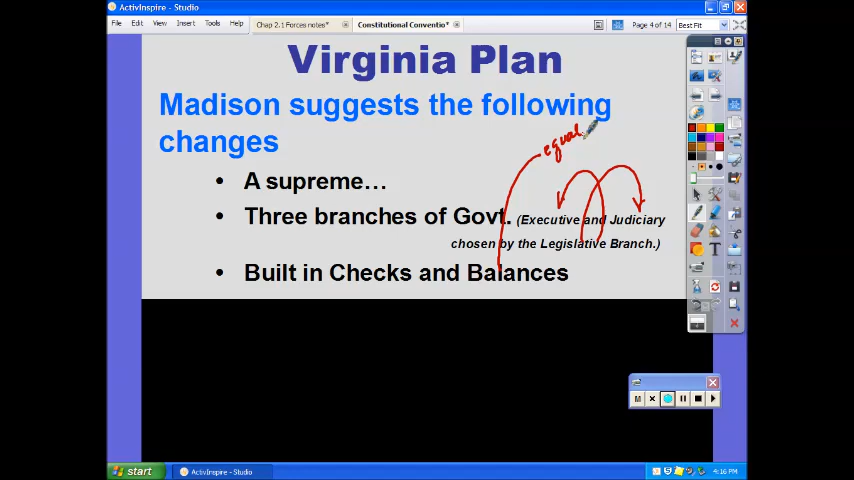 ActivInspire - Studio
File Edit View Insert Tools Help
Chap 2.1 Forces notes*
Constitutional Conventio*
Page 4 of 14
Best Fit
Virginia Plan
Madison suggests the following
changes
equal
• A supreme…
• Three branches of Govt. (Executive and Judiciary
chosen by the Legislative Branch.)
• Built in Checks and Balances
T
M
start
ActivInspire - Studio
4:16 PM